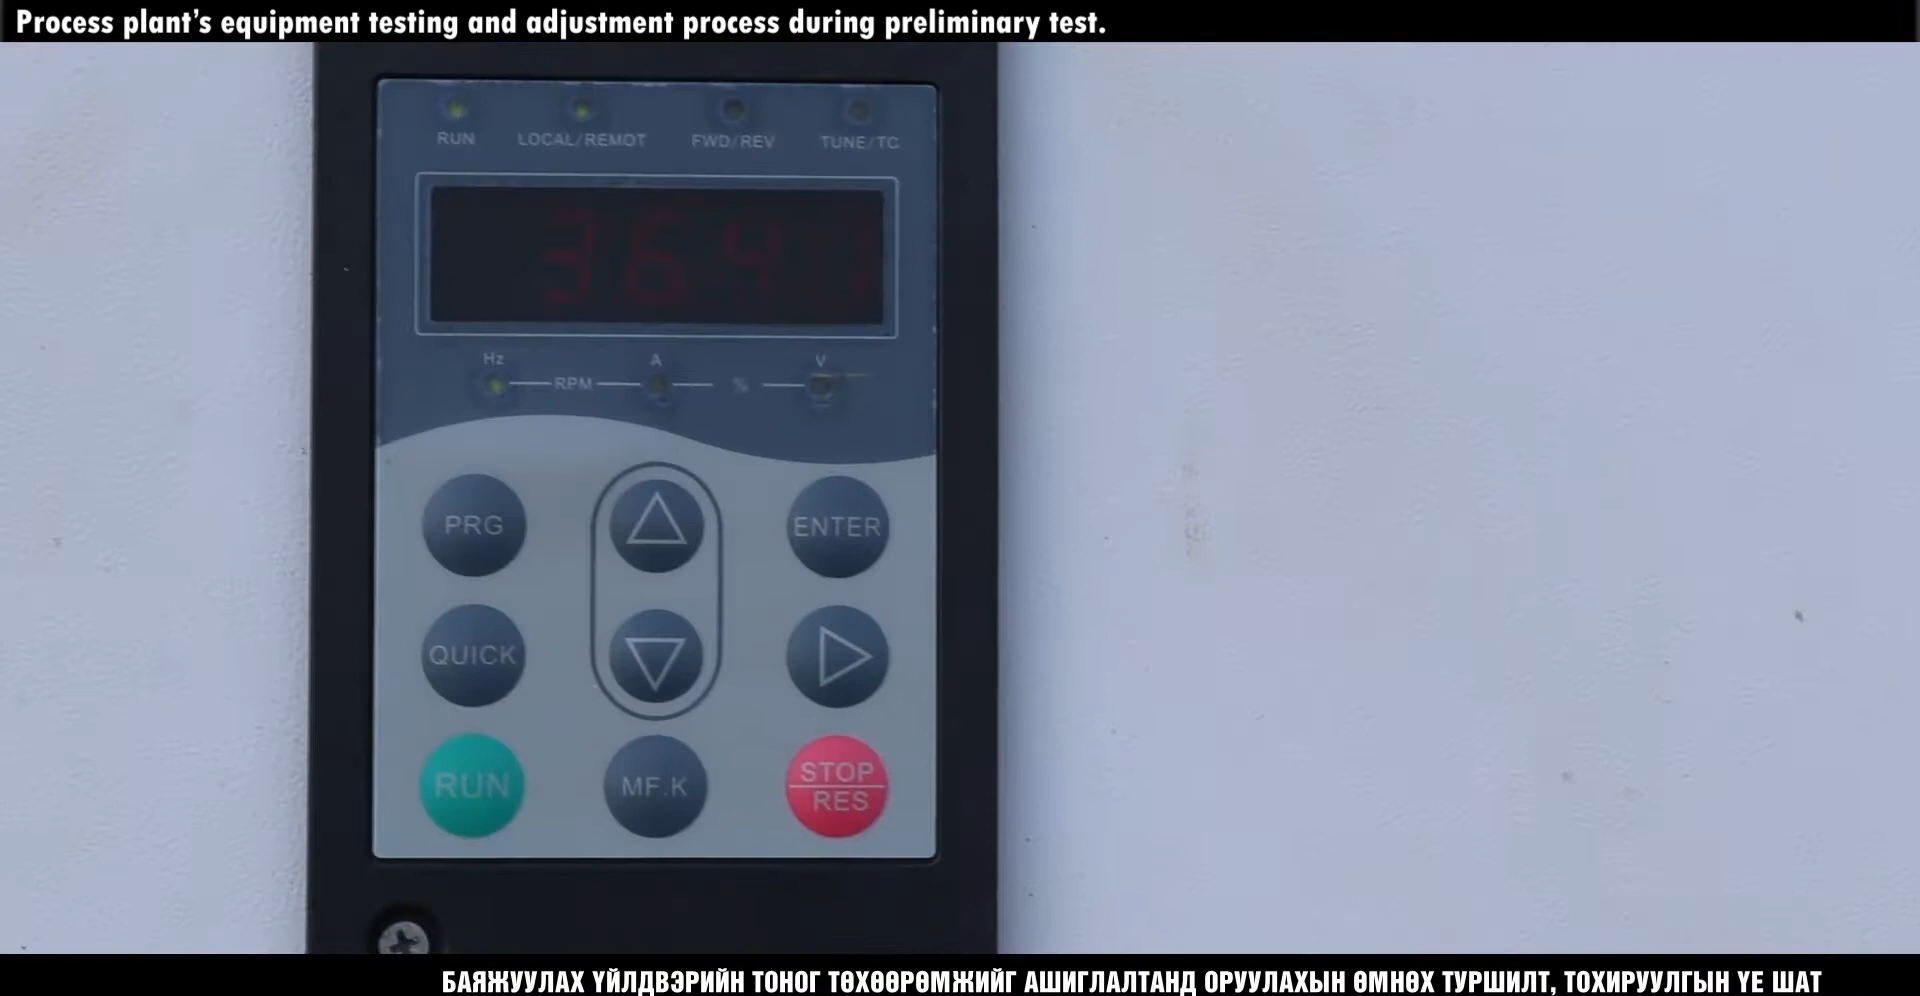 Process plant's equipment testing and adjustment process during preliminary test.
RUN LOCAL/REMOT FWD/REV TUNE/TC
Hz A V
RPM %
PRG ENTER
QUICK
RUN MF.K STOP
RES
БАЯЖУУЛАХ ҮЙЛДВЭРИЙН ТОНОГ ТӨХӨӨРӨМЖИЙГ АШИГЛАЛТАНД ОРУУЛАХЫН ӨМНӨХ ТУРШИЛТ, ТОХИРУУЛГЫН ҮЕ ШАТ